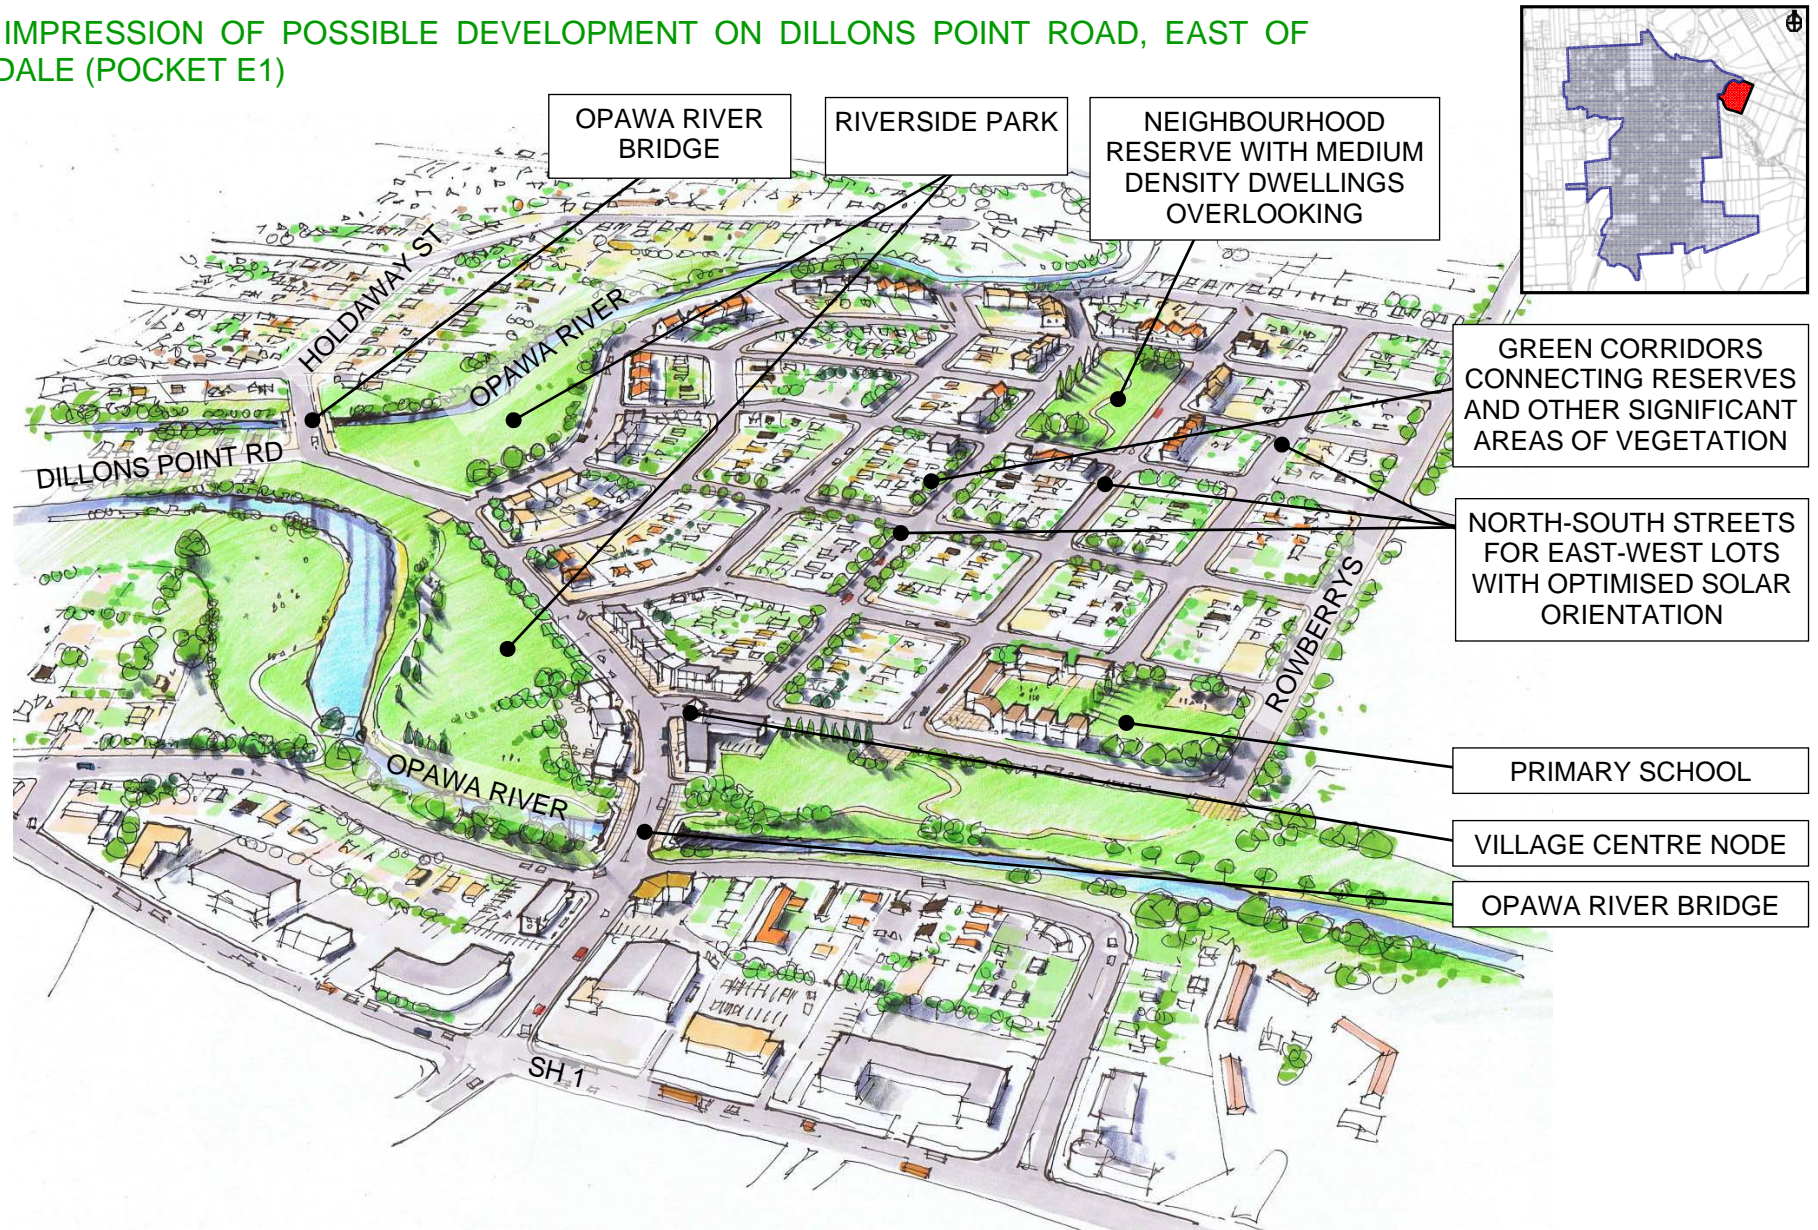 IMPRESSION OF POSSIBLE DEVELOPMENT ON DILLONS POINT ROAD, EAST OF
DALE (POCKET E1)
OPAWA RIVER
BRIDGE
RIVERSIDE PARK
NEIGHBOURHOOD
RESERVE WITH MEDIUM
DENSITY DWELLINGS
OVERLOOKING
HOLDAWAY ST
OPAWA RIVER
DILLONS POINT RD
GREEN CORRIDORS
CONNECTING RESERVES
AND OTHER SIGNIFICANT
AREAS OF VEGETATION
NORTH-SOUTH STREETS
FOR EAST-WEST LOTS
WITH OPTIMISED SOLAR
ORIENTATION
ROWBERRYS
OPAWA RIVER
PRIMARY SCHOOL
VILLAGE CENTRE NODE
OPAWA RIVER BRIDGE
SH 1